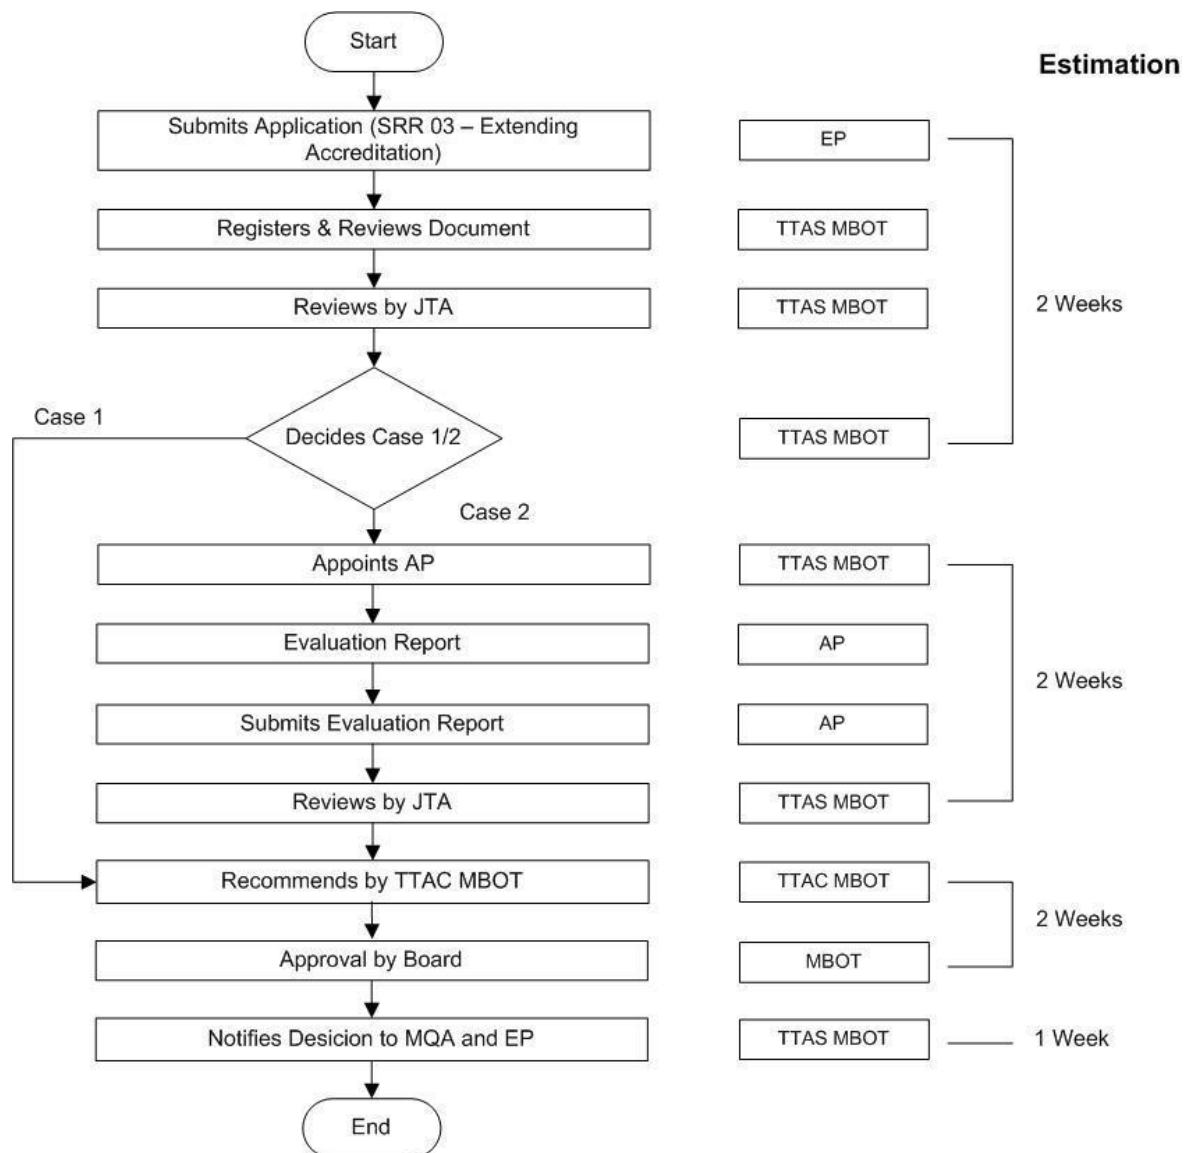 Start
Estimation
Submits Application (SRR 03 – Extending
Accreditation)
EP
Registers & Reviews Document
TTAS MBOT
Reviews by JTA
TTAS MBOT
2 Weeks
Case 1
Decides Case 1/2
TTAS MBOT
Case 2
Appoints AP
TTAS MBOT
Evaluation Report
AP
2 Weeks
Submits Evaluation Report
AP
Reviews by JTA
TTAS MBOT
Recommends by TTAC MBOT
TTAC MBOT
2 Weeks
Approval by Board
MBOT
Notifies Desicion to MQA and EP
TTAS MBOT
1 Week
End